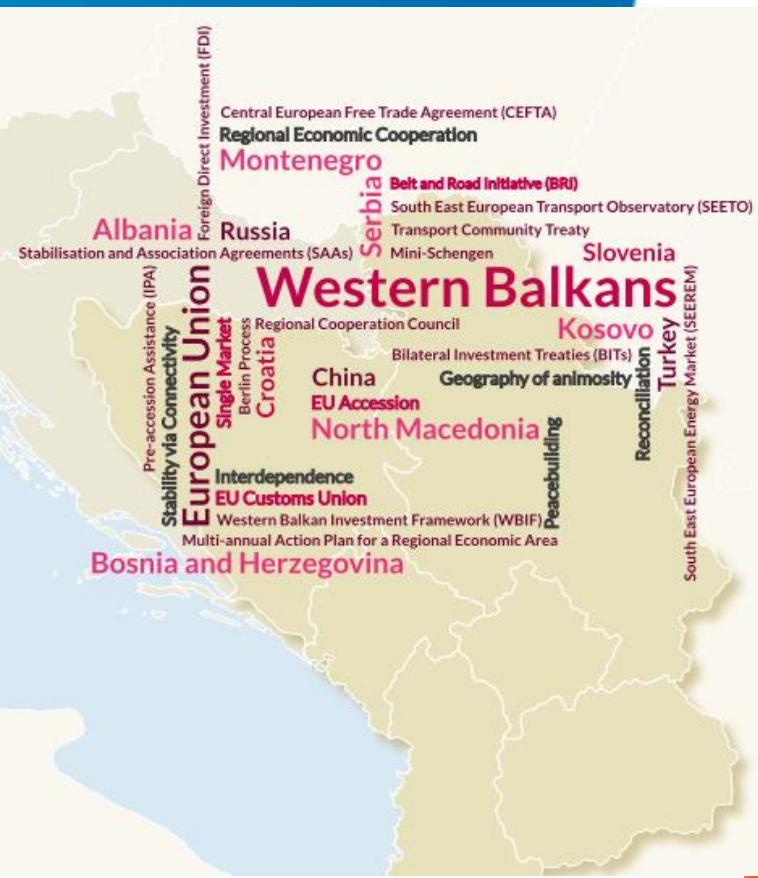 Foreign Direct Investment (FDI)
Central European Free Trade Agreement (CEFTA)
Regional Economic Cooperation
Montenegro
Serbia
Belt and Road Initiative (BRI)
South East European Transport Observatory (SEETO)
Albania
Russia
Transport Community Treaty
Stabilisation and Association Agreements (SAAs)
Mini-Schengen
Slovenia
Western Balkans
Pre-accession Assistance (IPA)
Stability via Connectivity
European Union
Single Market
Berlin Process
Croatia
Regional Cooperation Council
Kosovo
Turkey
South East European Energy Market (SEEREM)
Bilateral Investment Treaties (BITs)
Reconciliation
China
Geography of animosity
EU Accession
North Macedonia
Peacebuilding
Interdependence
EU Customs Union
Western Balkan Investment Framework (WBIF)
Multi-annual Action Plan for a Regional Economic Area
Bosnia and Herzegovina